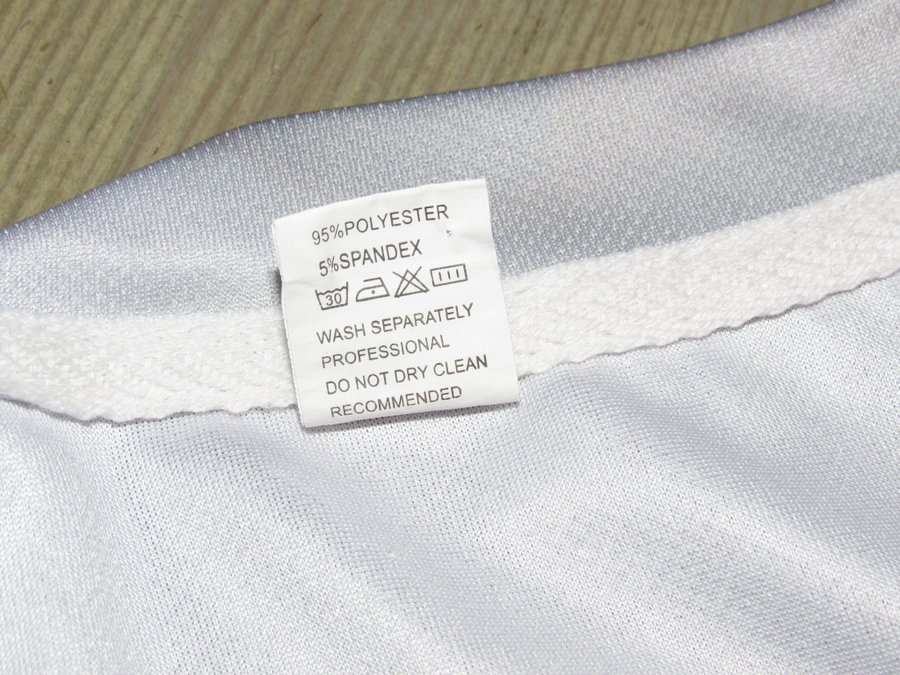 95%POLYESTER
5%SPANDEX
30
WASH SEPARATELY
PROFESSIONAL
DO NOT DRY CLEAN
RECOMMENDED